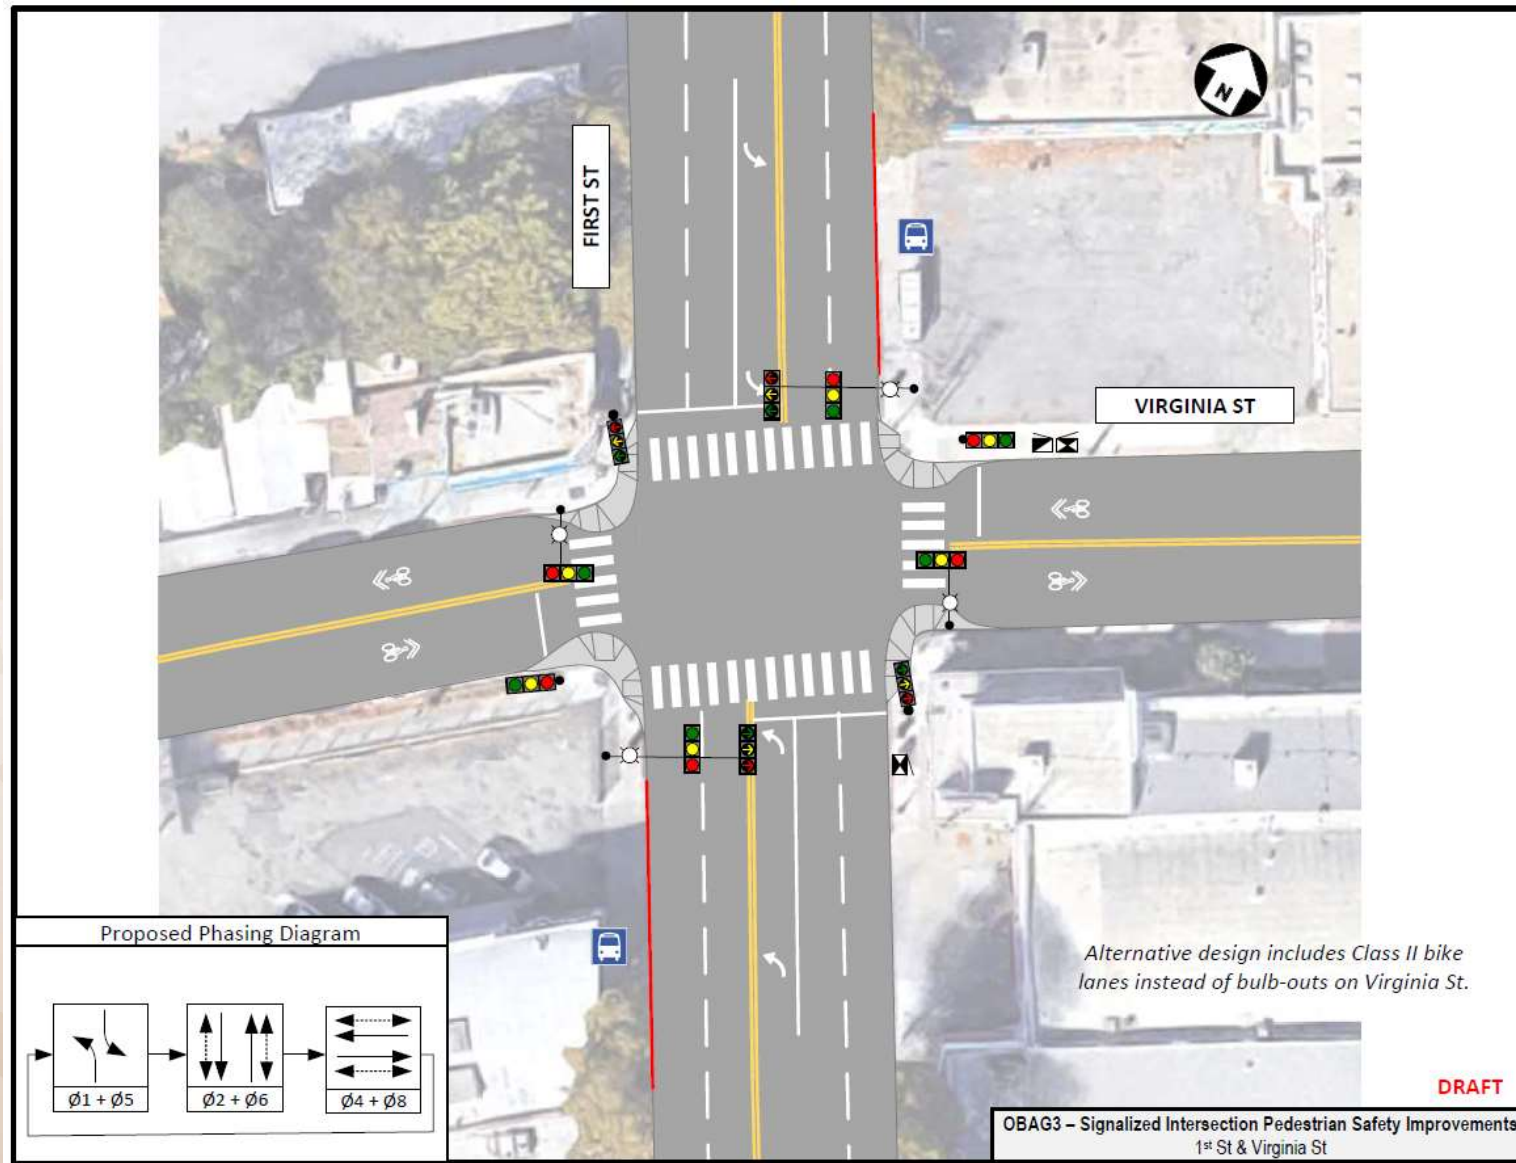 N
FIRST ST
VIRGINIA ST
Proposed Phasing Diagram
Ø1 + Ø5
Ø2 + Ø6
Ø4 + Ø8
Alternative design includes Class II bike
lanes instead of bulb-outs on Virginia St.
DRAFT
OBAG3 – Signalized Intersection Pedestrian Safety Improvements
1st St & Virginia St